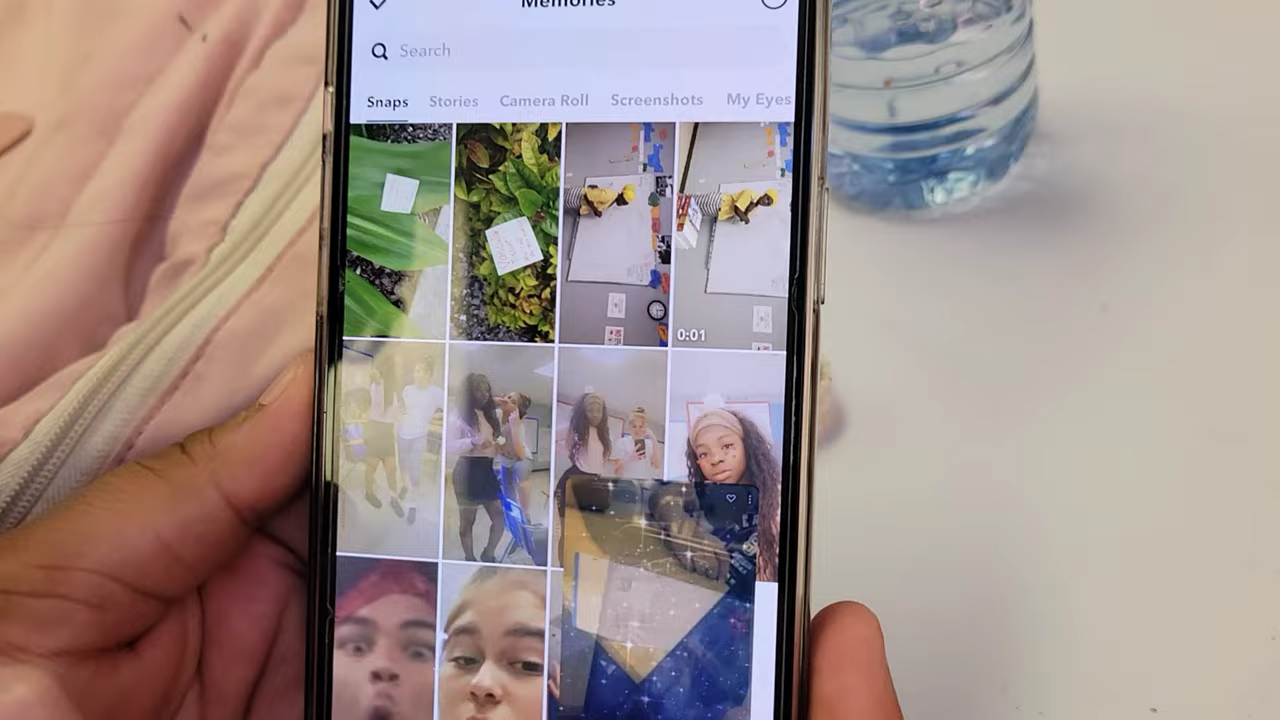 Memories
Search
Snaps
Stories
Camera Roll
Screenshots
My Eyes
0:01